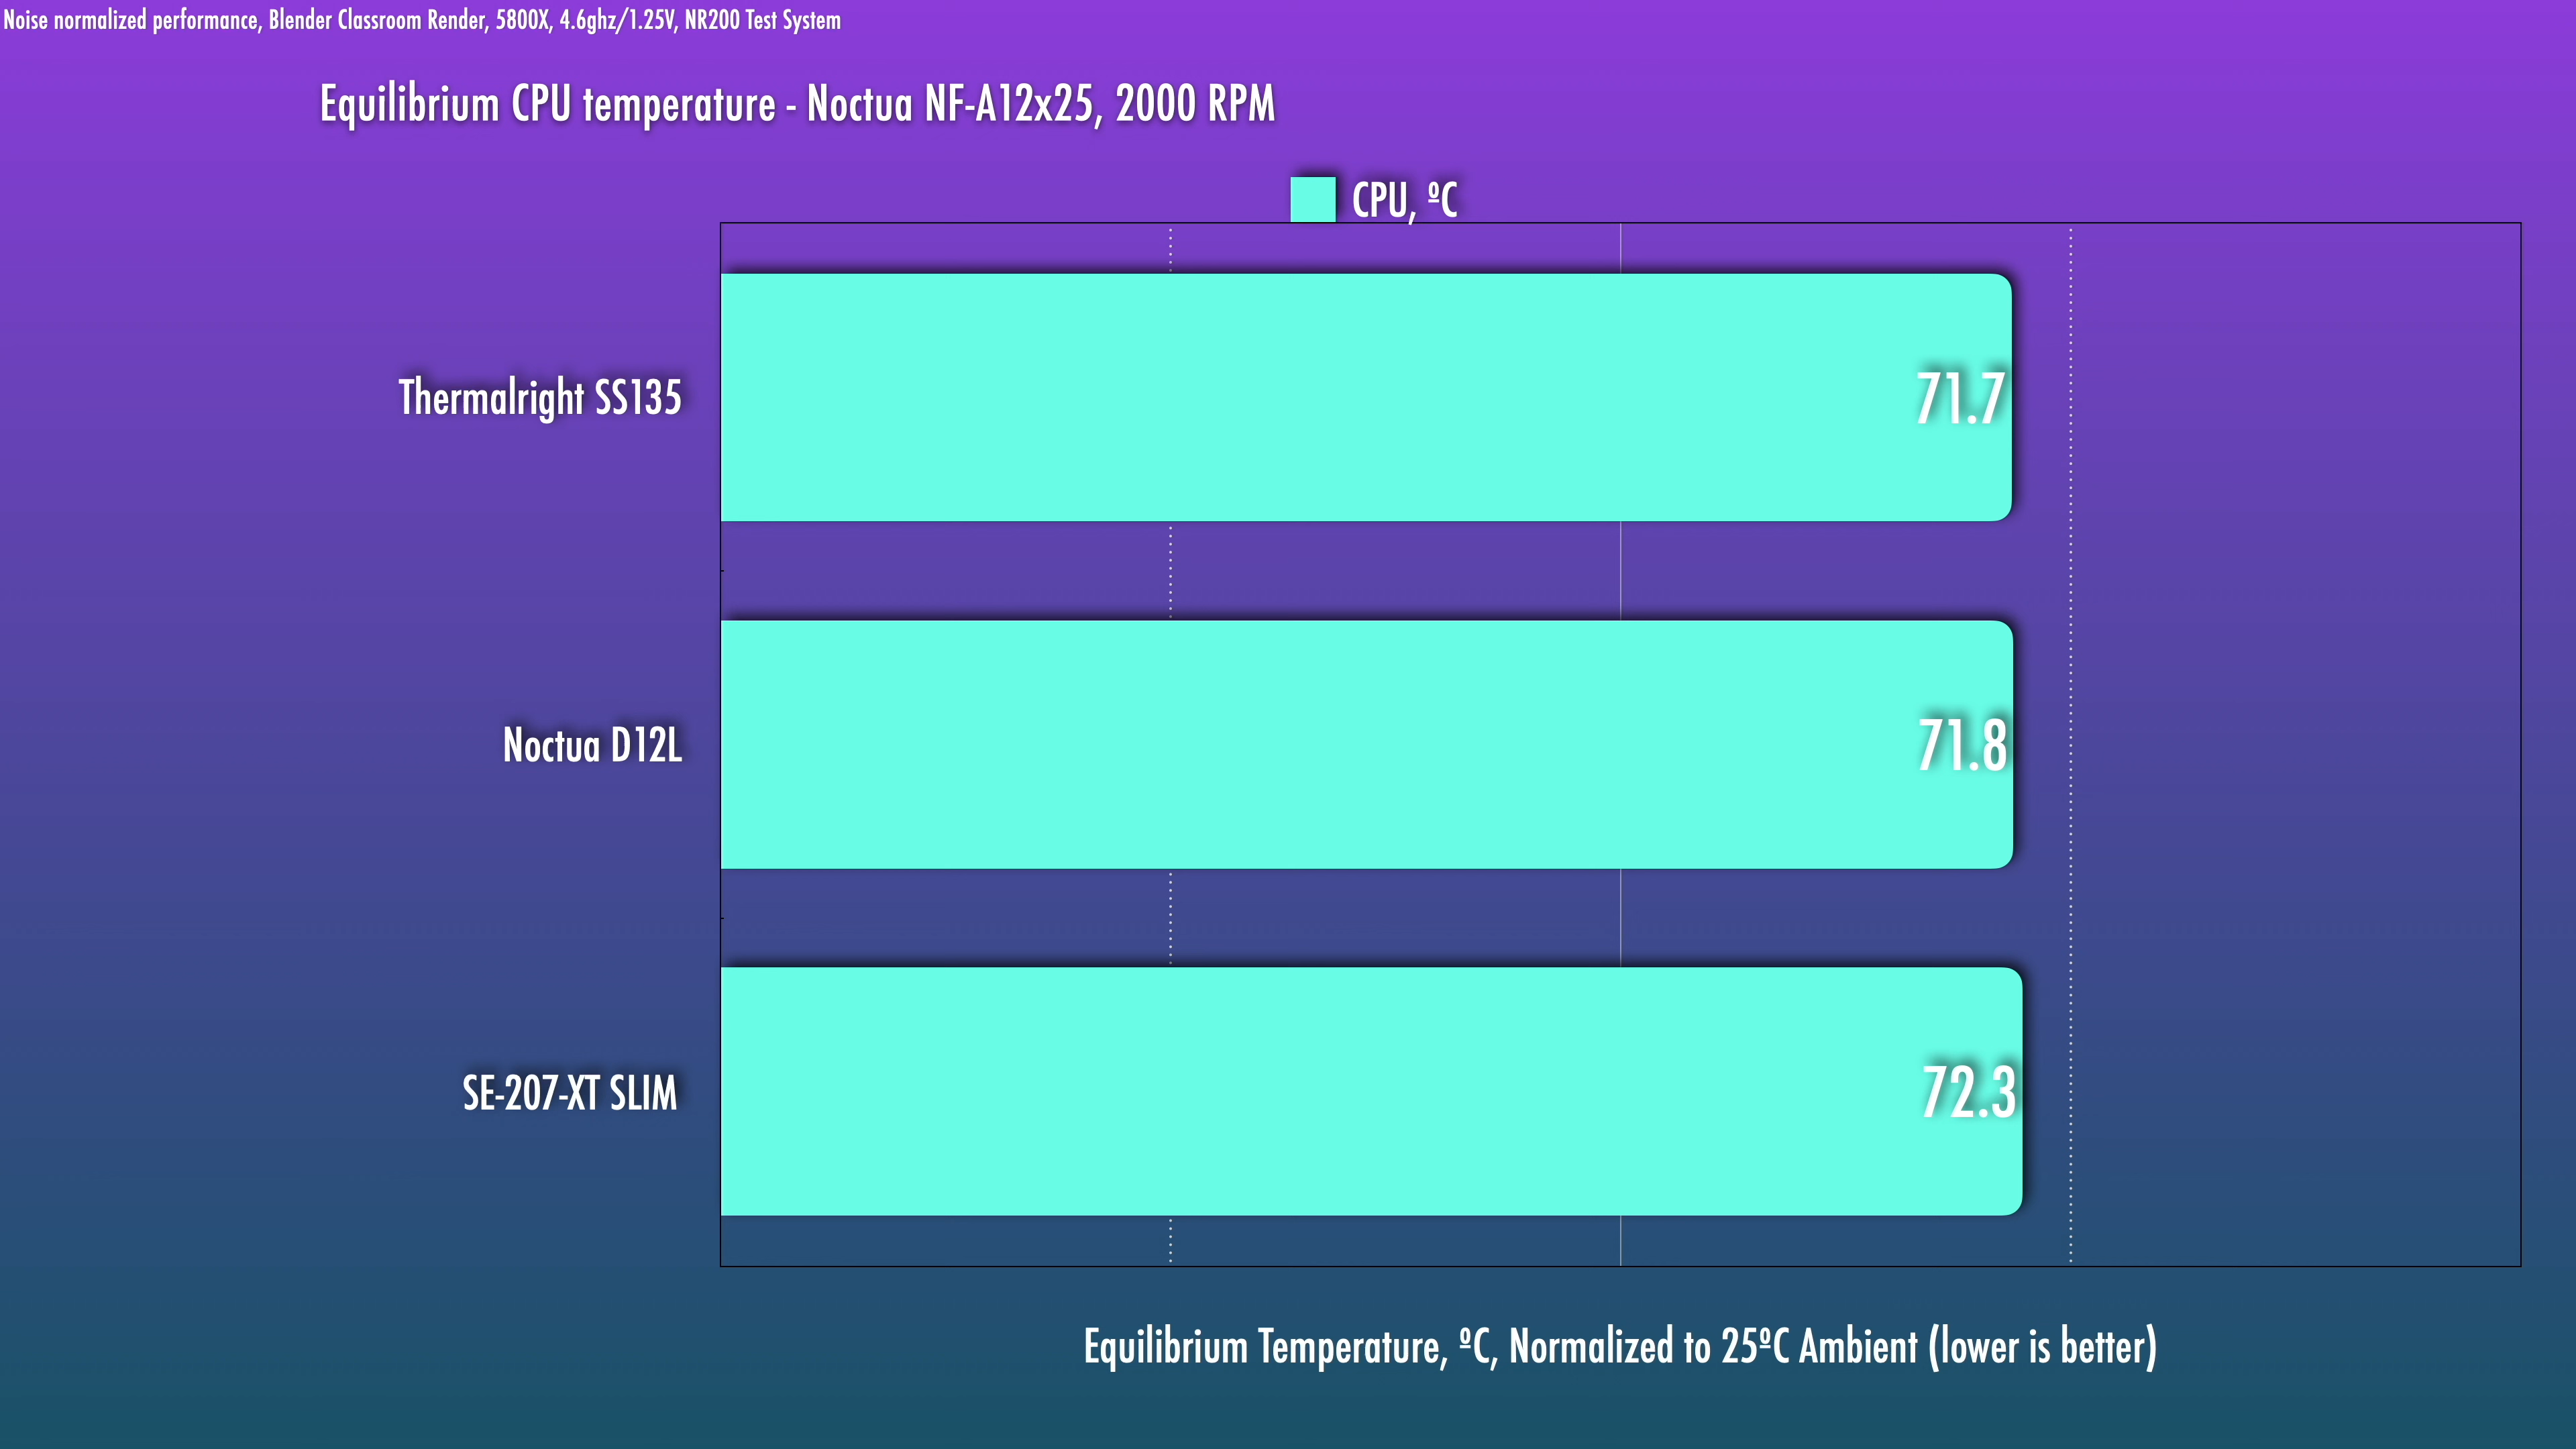 Noise normalized performance, Blender Classroom Render, 5800X, 4.6ghz/1.25V, NR200 Test System
Equilibrium CPU temperature - Noctua NF-A12x25, 2000 RPM
CPU, ºC
Thermalright SS135
71.7
Noctua D12L
71.8
SE-207-XT SLIM
72.3
Equilibrium Temperature, ºC, Normalized to 25ºC Ambient (lower is better)